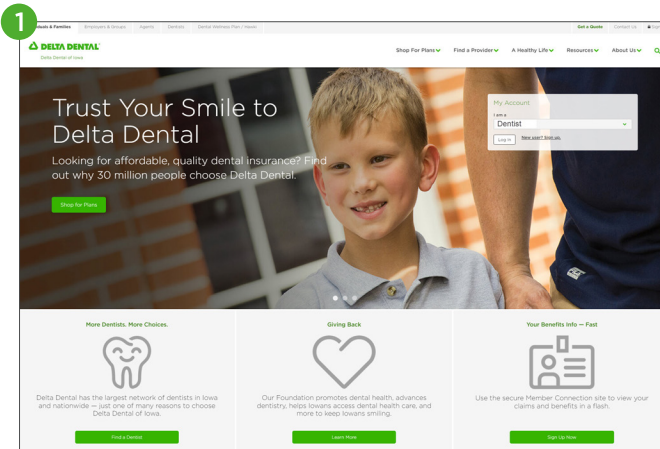 1
iduals & Families Employers & Groups Agents Dentists Dental Wellness Plan / Hawki Get a Quote Contact Us Sign
DELTA DENTAL
Delta Dental of Iowa
Shop For Plans Find a Provider A Healthy Life Resources About Us
Trust Your Smile to
Delta Dental
Looking for affordable, quality dental insurance? Find
out why 30 million people choose Delta Dental.
Shop for Plans
My Account
I am a
Dentist
Log in New user? Sign up.
More Dentists. More Choices.
Delta Dental has the largest network of dentists in Iowa
and nationwide — just one of many reasons to choose
Delta Dental of Iowa.
Find a Dentist
Giving Back
Our Foundation promotes dental health, advances
dentistry, helps Iowans access dental health care, and
more to keep Iowans smiling.
Learn More
Your Benefits Info — Fast
Use the secure Member Connection site to view your
claims and benefits in a flash.
Sign Up Now